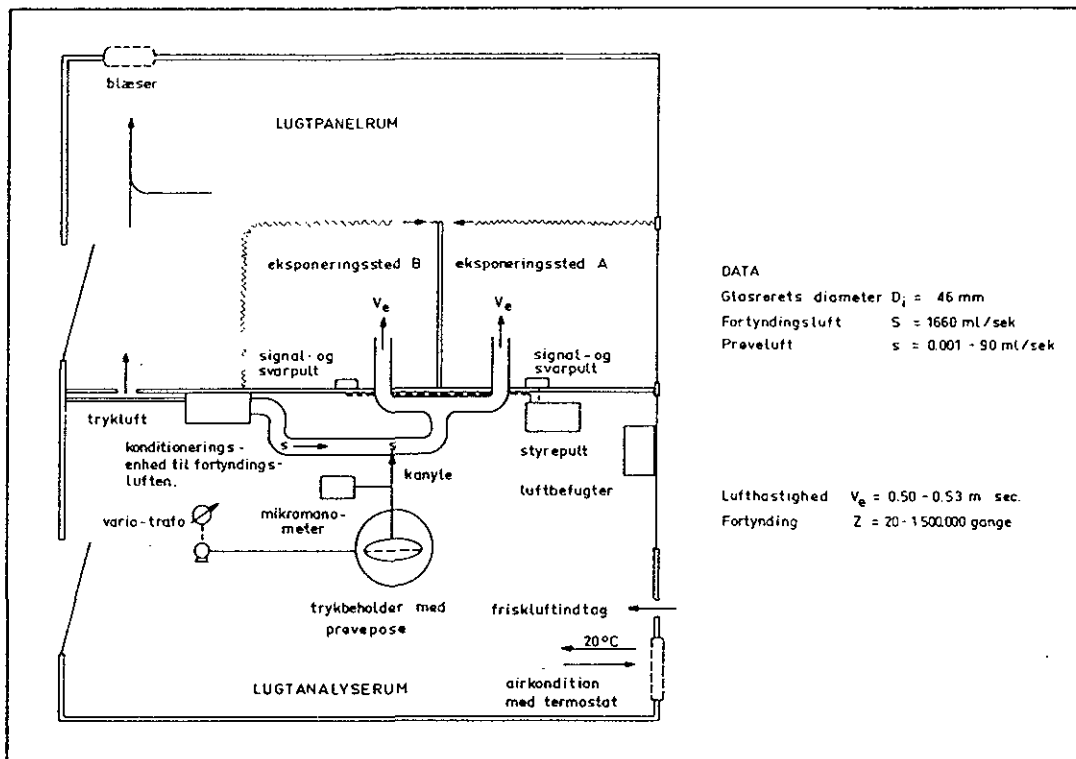 blæser
LUGTPANELRUM
eksponeringssted B
eksponeringssted A
Ve
Ve
signal- og
svarpult
signal- og
svarpult
trykluft
konditionerings-
enhed til fortyndings-
luften.
s
s
kanyle
styrepult
luftbefugter
mikromano-
meter
vario-trafo
trykbeholder med
prøvepose
friskluftindtag
20°C
airkondition
med termostat
LUGTANALYSERUM
DATA
Glasrørets diameter Di = 46 mm
Fortyndingsluft S = 1660 ml/sek
Prøveluft s = 0.001 - 90 ml/sek
Lufthastighed Ve = 0.50 - 0.53 m sec.
Fortynding Z = 20 - 1 500.000 gange